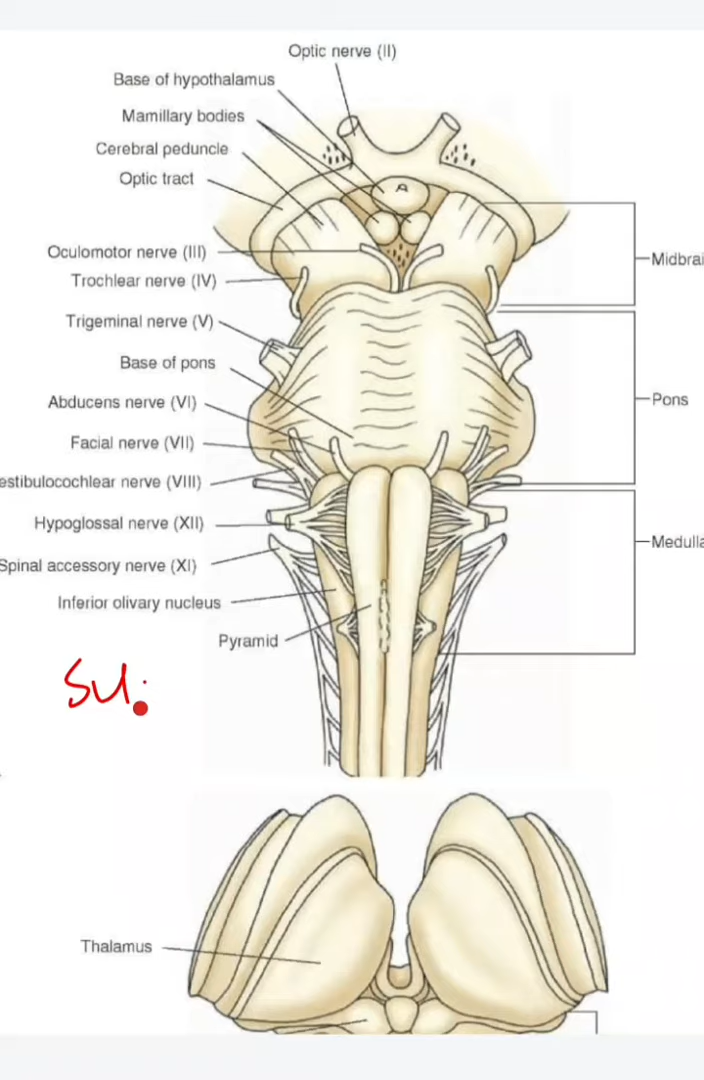 Optic nerve (II)
Base of hypothalamus
Mamillary bodies
Cerebral peduncle
Optic tract
Oculomotor nerve (III)
Trochlear nerve (IV)
Midbrai
Trigeminal nerve (V)
Base of pons
Abducens nerve (VI)
Pons
Facial nerve (VII)
estibulocochlear nerve (VIII)
Hypoglossal nerve (XII)
Medulla
Spinal accessory nerve (XI)
Inferior olivary nucleus
Pyramid
Thalamus